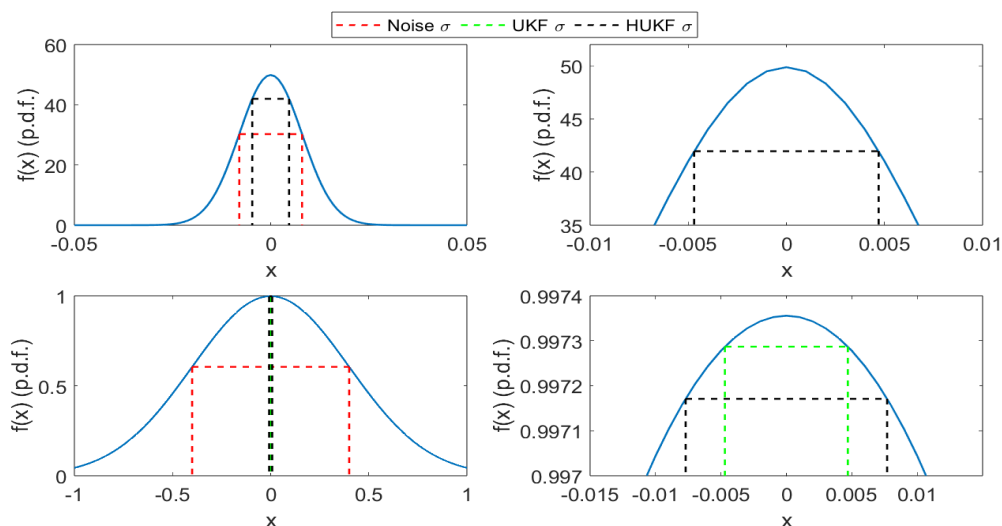 Noise σ UKF σ HUKF σ
60
40
20
0
f(x) (p.d.f.)
-0.05 0 0.05
x
50
45
40
35
f(x) (p.d.f.)
-0.01 -0.005 0 0.005 0.01
x
1
0.5
0
f(x) (p.d.f.)
-1 -0.5 0 0.5 1
x
0.9974
0.9973
0.9972
0.9971
0.997
f(x) (p.d.f.)
-0.015 -0.01 -0.005 0 0.005 0.01
x